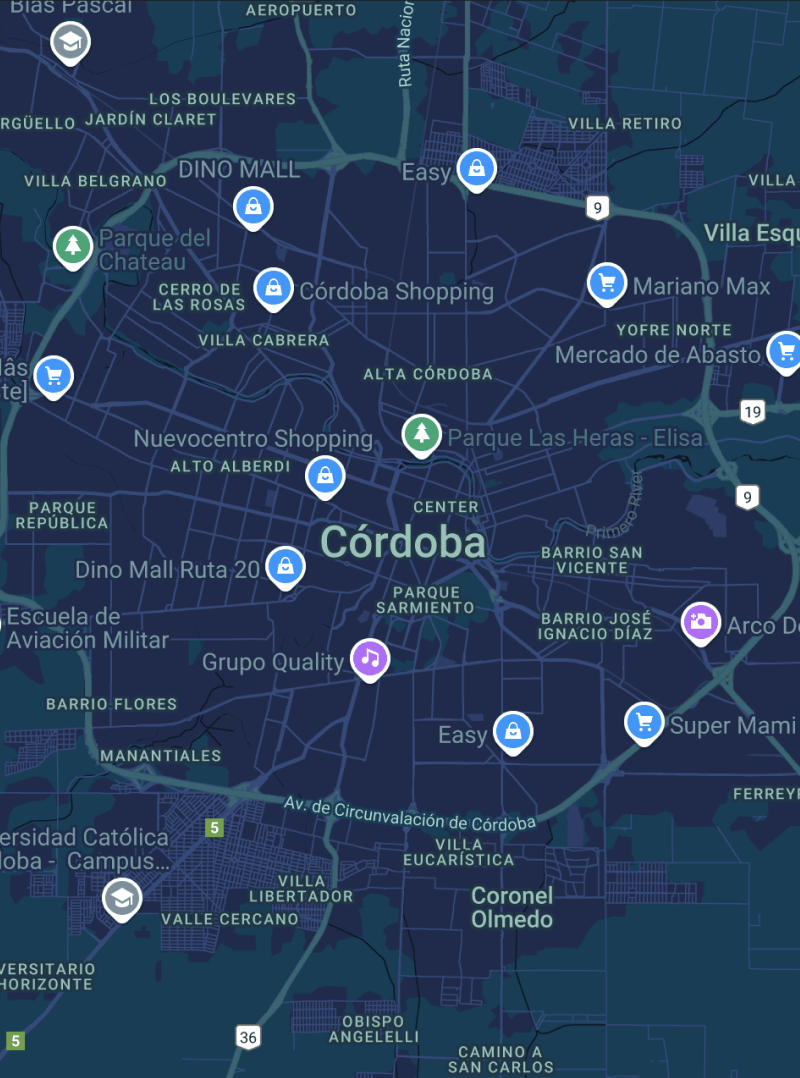 Blas Pascal
AEROPUERTO
Ruta Nacion
LOS BOULEVARES
RGÜELLO
JARDÍN CLARET
VILLA RETIRO
DINO MALL
Easy
VILLA BELGRANO
VILLA
9
Villa Esqu
Parque del
Chateau
CERRO DE
LAS ROSAS
Córdoba Shopping
Mariano Max
VILLA CABRERA
YOFRE NORTE
Mercado de Abasto
ALTA CÓRDOBA
ás
te]
19
Nuevocentro Shopping
Parque Las Heras - Elisa
ALTO ALBERDI
9
PARQUE
REPÚBLICA
CENTER
Primero River
Córdoba
BARRIO SAN
VICENTE
Dino Mall Ruta 20
PARQUE
SARMIENTO
Escuela de
Aviación Militar
BARRIO JOSÉ
IGNACIO DÍAZ
Arco De
Grupo Quality
BARRIO FLORES
Easy
Super Mami
MANANTIALES
FERREYR
Av. de Circunvalación de Córdoba
5
ersidad Católica
oba - Campus...
VILLA
EUCARÍSTICA
VILLA
LIBERTADOR
Coronel
Olmedo
VALLE CERCANO
VERSITARIO
HORIZONTE
5
36
OBISPO
ANGELELLI
CAMINO A
SAN CARLOS